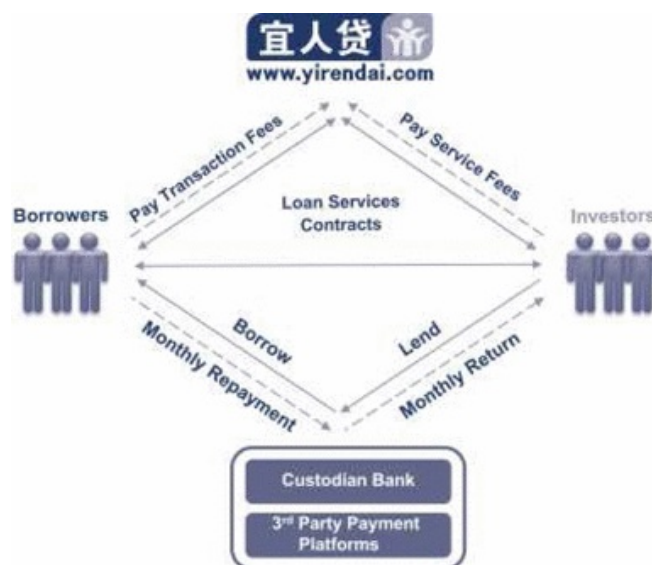 宜人贷
www.yirendai.com
Pay Transaction Fees
Pay Service Fees
Loan Services
Contracts
Borrowers
Investors
Borrow
Lend
Monthly Repayment
Monthly Return
Custodian Bank
3rd Party Payment
Platforms